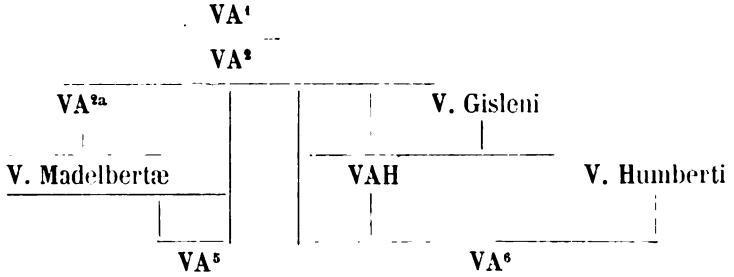 VA¹
VA²
VA²ᵃ V. Gisleni
V. Madelbertæ VAH V. Humberti
VA⁵ VA⁶